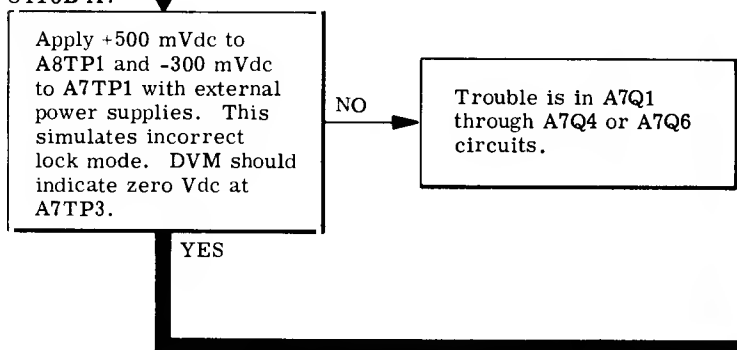 Apply +500 mVdc to
A8TP1 and -300 mVdc
to A7TP1 with external
power supplies. This
simulates incorrect
lock mode. DVM should
indicate zero Vdc at
A7TP3.
NO
Trouble is in A7Q1
through A7Q4 or A7Q6
circuits.
YES